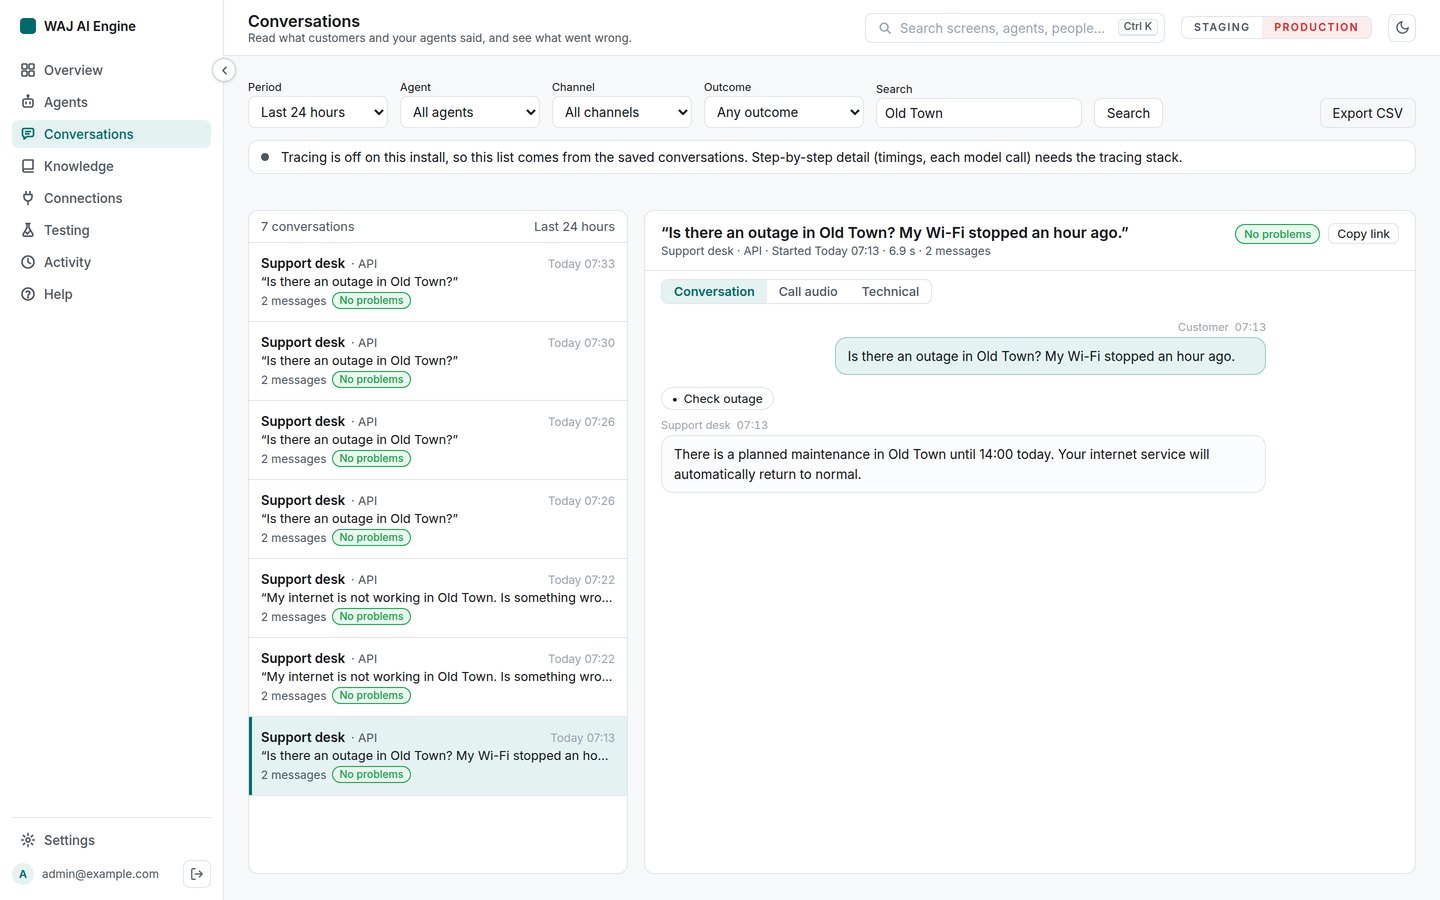 WAJ AI Engine
Overview
Agents
Conversations
Knowledge
Connections
Testing
Activity
Help
Settings
A admin@example.com
Conversations
Read what customers and your agents said, and see what went wrong.
Search screens, agents, people... Ctrl K
STAGING PRODUCTION
Period Agent Channel Outcome Search
Last 24 hours All agents All channels Any outcome Old Town Search Export CSV
Tracing is off on this install, so this list comes from the saved conversations. Step-by-step detail (timings, each model call) needs the tracing stack.
7 conversations Last 24 hours
Support desk · API Today 07:33
“Is there an outage in Old Town?”
2 messages No problems
Support desk · API Today 07:30
“Is there an outage in Old Town?”
2 messages No problems
Support desk · API Today 07:26
“Is there an outage in Old Town?”
2 messages No problems
Support desk · API Today 07:26
“Is there an outage in Old Town?”
2 messages No problems
Support desk · API Today 07:22
“My internet is not working in Old Town. Is something wro...
2 messages No problems
Support desk · API Today 07:22
“My internet is not working in Old Town. Is something wro...
2 messages No problems
Support desk · API Today 07:13
“Is there an outage in Old Town? My Wi-Fi stopped an ho...
2 messages No problems
“Is there an outage in Old Town? My Wi-Fi stopped an hour ago.” No problems Copy link
Support desk · API · Started Today 07:13 · 6.9 s · 2 messages
Conversation Call audio Technical
Customer 07:13
Is there an outage in Old Town? My Wi-Fi stopped an hour ago.
• Check outage
Support desk 07:13
There is a planned maintenance in Old Town until 14:00 today. Your internet service will
automatically return to normal.